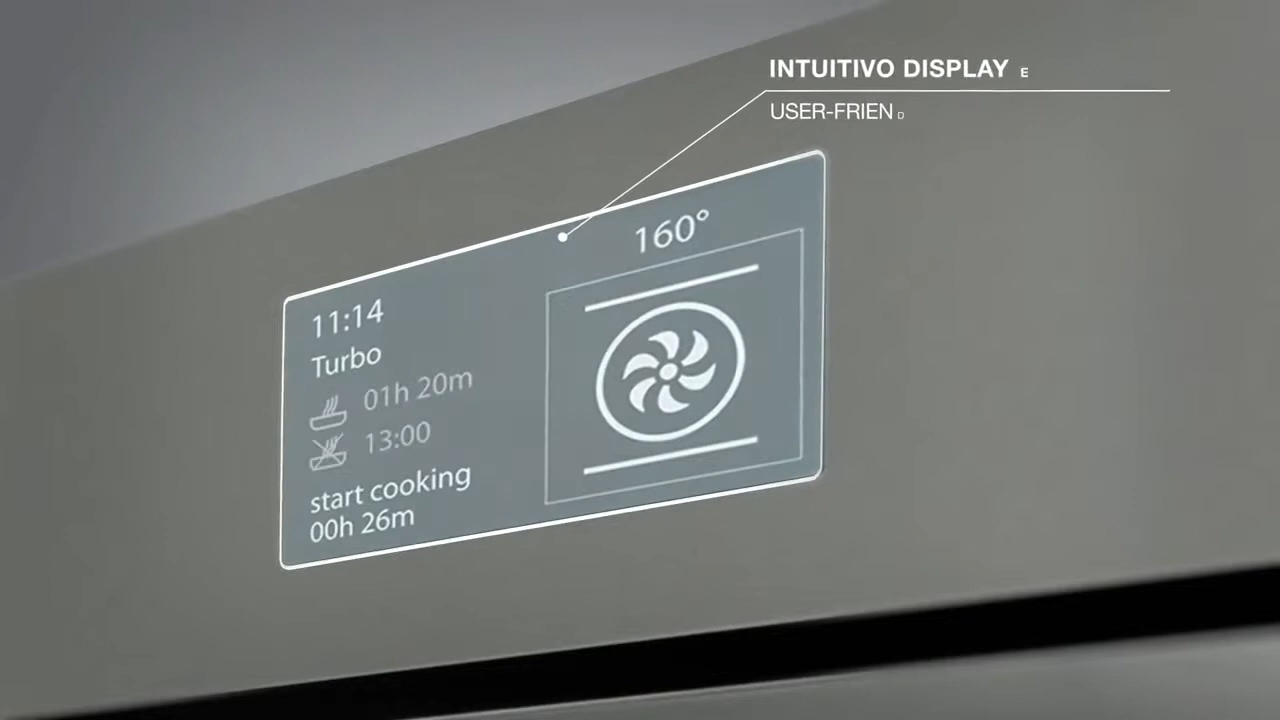 INTUITIVO DISPLAY E
USER-FRIEN D
160°
11:14
Turbo
01h 20m
13:00
start cooking
00h 26m